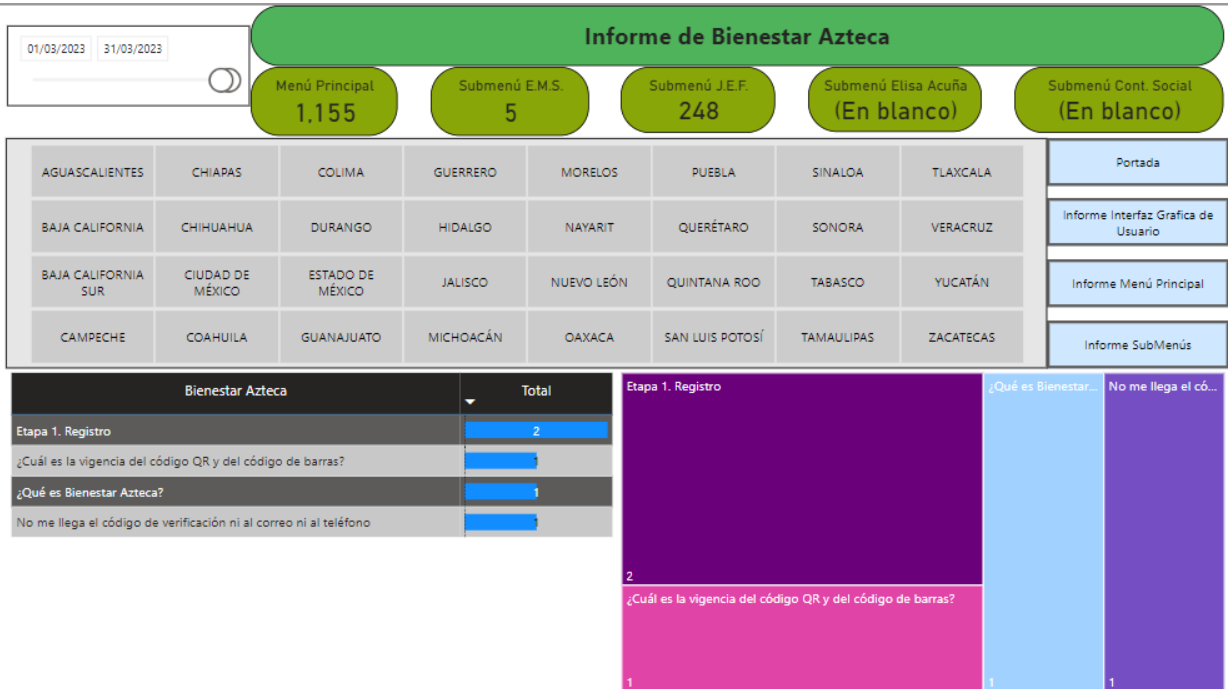 Informe de Bienestar Azteca
01/03/2023 31/03/2023
Menú Principal
1,155
Submenú E.M.S.
5
Submenú J.E.F.
248
Submenú Elisa Acuña
(En blanco)
Submenú Cont. Social
(En blanco)
AGUASCALIENTES CHIAPAS COLIMA GUERRERO MORELOS PUEBLA SINALOA TLAXCALA
BAJA CALIFORNIA CHIHUAHUA DURANGO HIDALGO NAYARIT QUERÉTARO SONORA VERACRUZ
BAJA CALIFORNIA SUR CIUDAD DE MÉXICO ESTADO DE MÉXICO JALISCO NUEVO LEÓN QUINTANA ROO TABASCO YUCATÁN
CAMPECHE COAHUILA GUANAJUATO MICHOACÁN OAXACA SAN LUIS POTOSÍ TAMAULIPAS ZACATECAS
Portada
Informe Interfaz Grafica de
Usuario
Informe Menú Principal
Informe SubMenús
Bienestar Azteca Total
Etapa 1. Registro 2
¿Cuál es la vigencia del código QR y del código de barras? 1
¿Qué es Bienestar Azteca? 1
No me llega el código de verificación ni al correo ni al teléfono 1
Etapa 1. Registro
2
¿Cuál es la vigencia del código QR y del código de barras?
1
¿Qué es Bienestar...
1
No me llega el có...
1